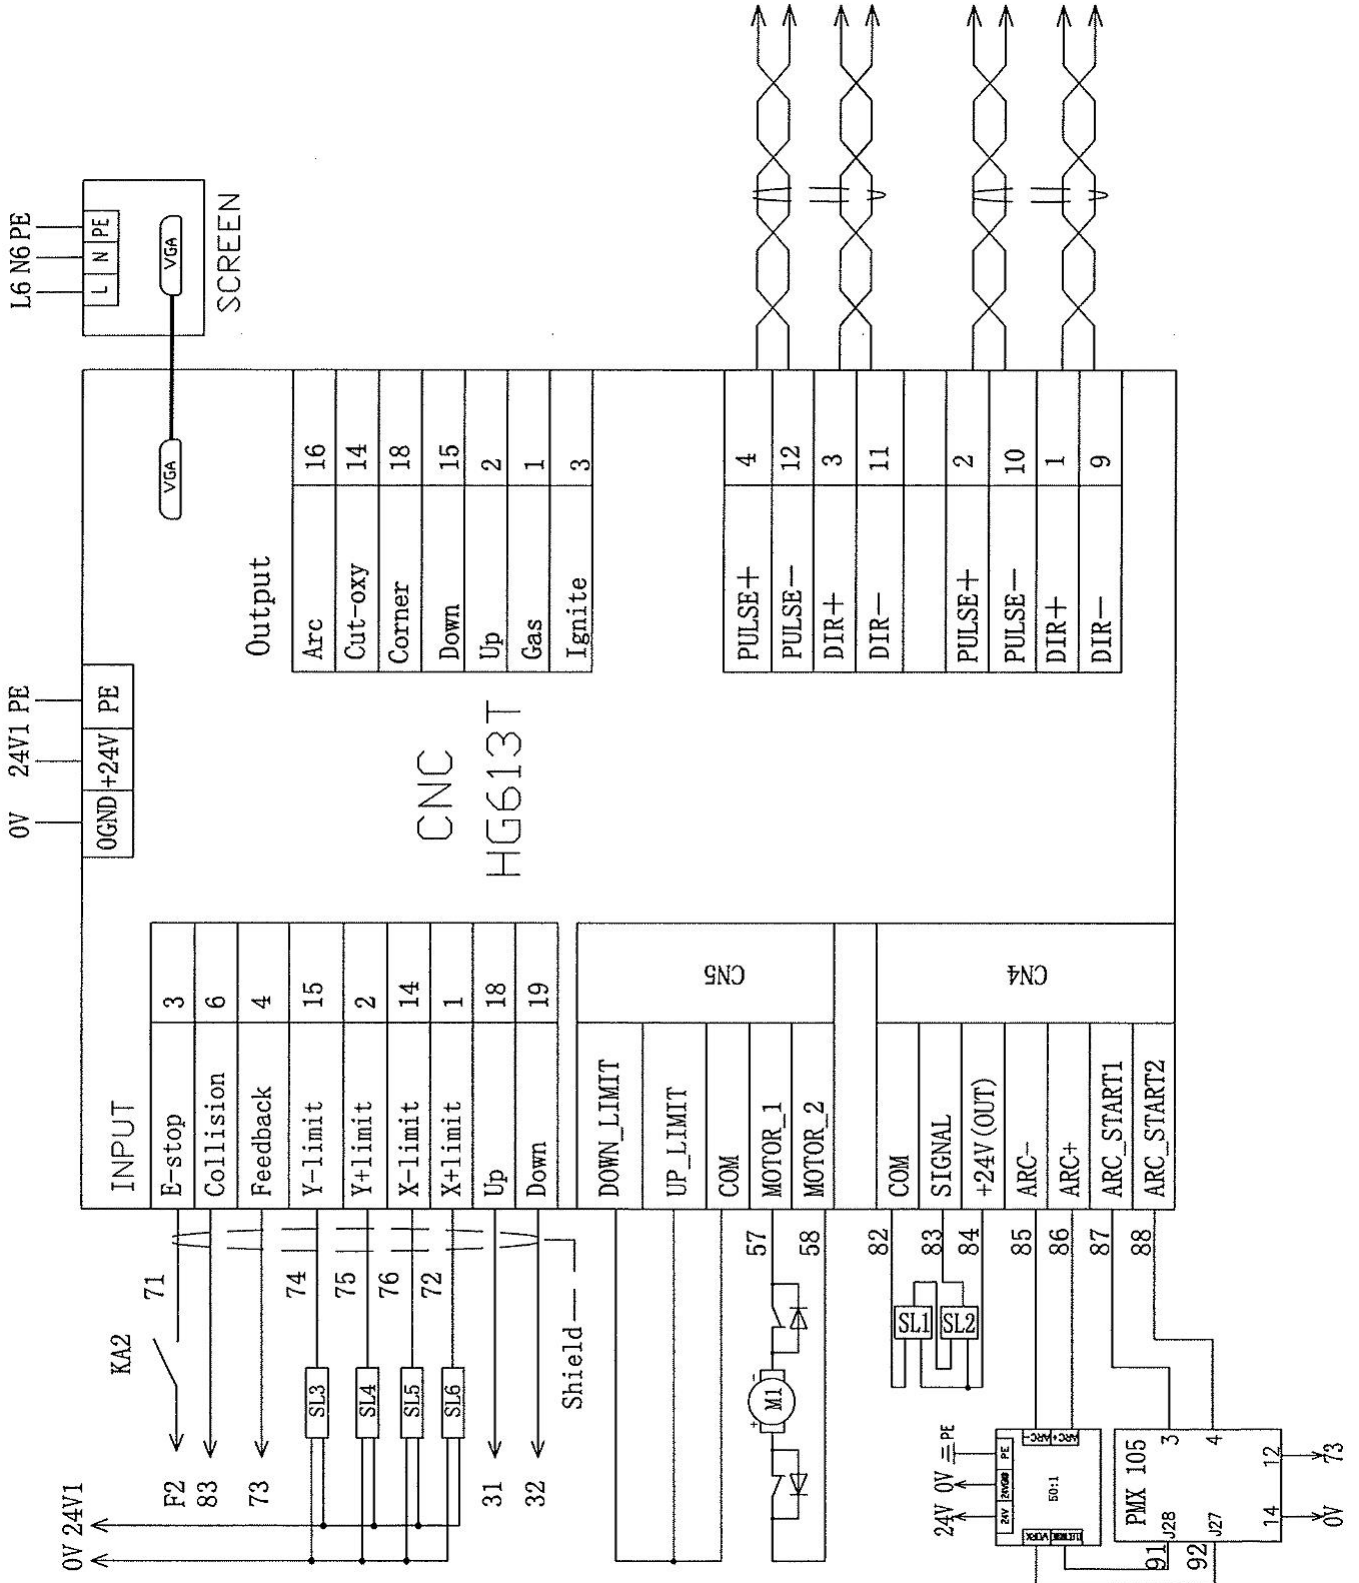 L6 N6 PE
L N PE
VGA
SCREEN
VGA
0V 24V1 PE
0GND +24V PE
CNC
HG613T
Output
Arc 16
Cut-oxy 14
Corner 18
Down 15
Up 2
Gas 1
Ignite 3
PULSE+ 4
PULSE- 12
DIR+ 3
DIR- 11
PULSE+ 2
PULSE- 10
DIR+ 1
DIR- 9
INPUT
E-stop 3
Collision 6
Feedback 4
Y-limit 15
Y+limit 2
X-limit 14
X+limit 1
Up 18
Down 19
CN5
DOWN_LIMIT
UP_LIMIT
COM
MOTOR_1
MOTOR_2
CN4
COM
SIGNAL
+24V(OUT)
ARC-
ARC+
ARC_START1
ARC_START2
0V 24V1
KA2
71
F2
83
73
74
SL3
75
SL4
76
SL5
72
SL6
31
32
Shield
57
58
- M1 +
82
83
84
SL1
SL2
85
86
87
88
24V 0V PE
24V 24VGND PE
ARC+ ARC-
50:1
WORK
PMX 105
3
4
J28
J27
91
92
14 12
0V 73